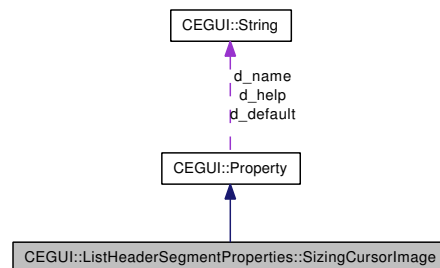 CEGUI::String
d_name
d_help
d_default
CEGUI::Property
CEGUI::ListHeaderSegmentProperties::SizingCursorImage